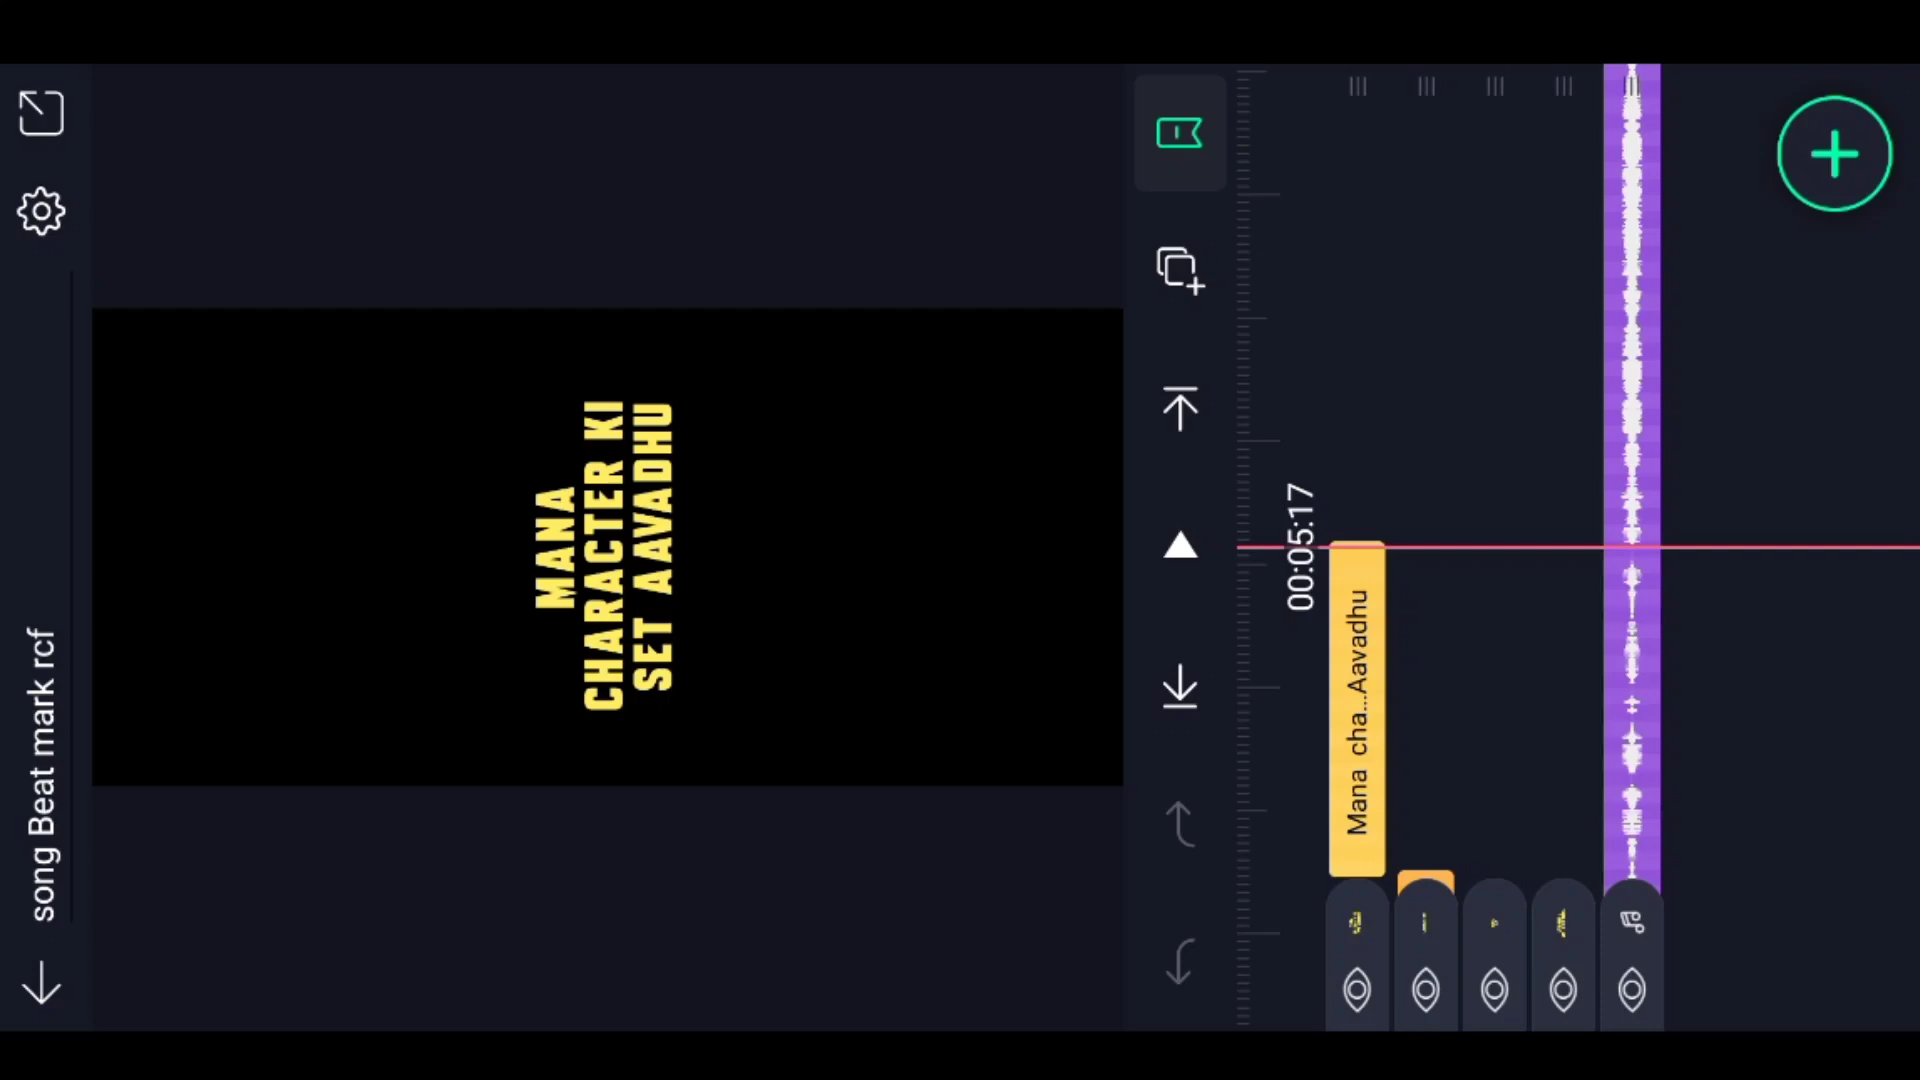 song Beat mark rcf
MANA
CHARACTER KI
SET AAVADHU
00:05:17
Mana cha...Aavadhu